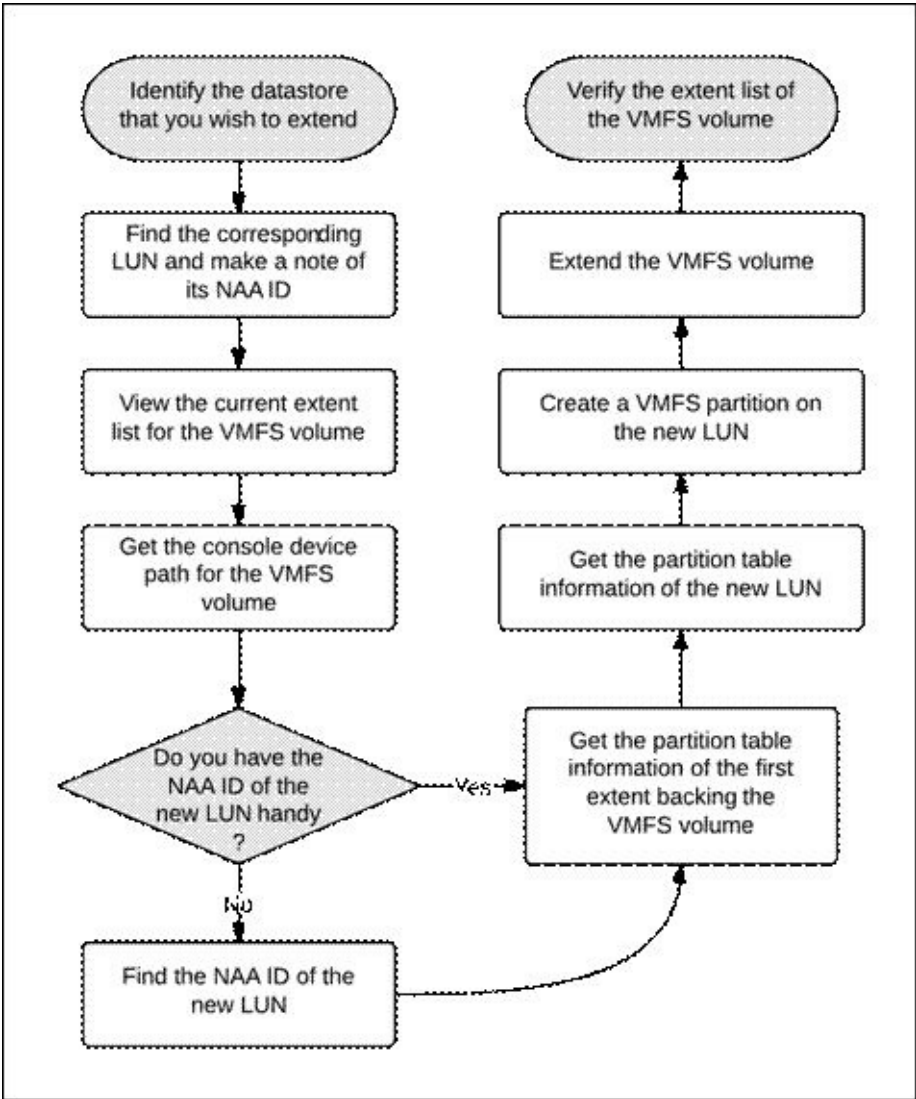 Identify the datastore
that you wish to extend
Find the corresponding
LUN and make a note of
its NAA ID
View the current extent
list for the VMFS volume
Get the console device
path for the VMFS
volume
Do you have the
NAA ID of the
new LUN handy
?
Yes
No
Find the NAA ID of the
new LUN
Get the partition table
information of the first
extent backing the
VMFS volume
Get the partition table
information of the new LUN
Create a VMFS partition on
the new LUN
Extend the VMFS volume
Verify the extent list of
the VMFS volume